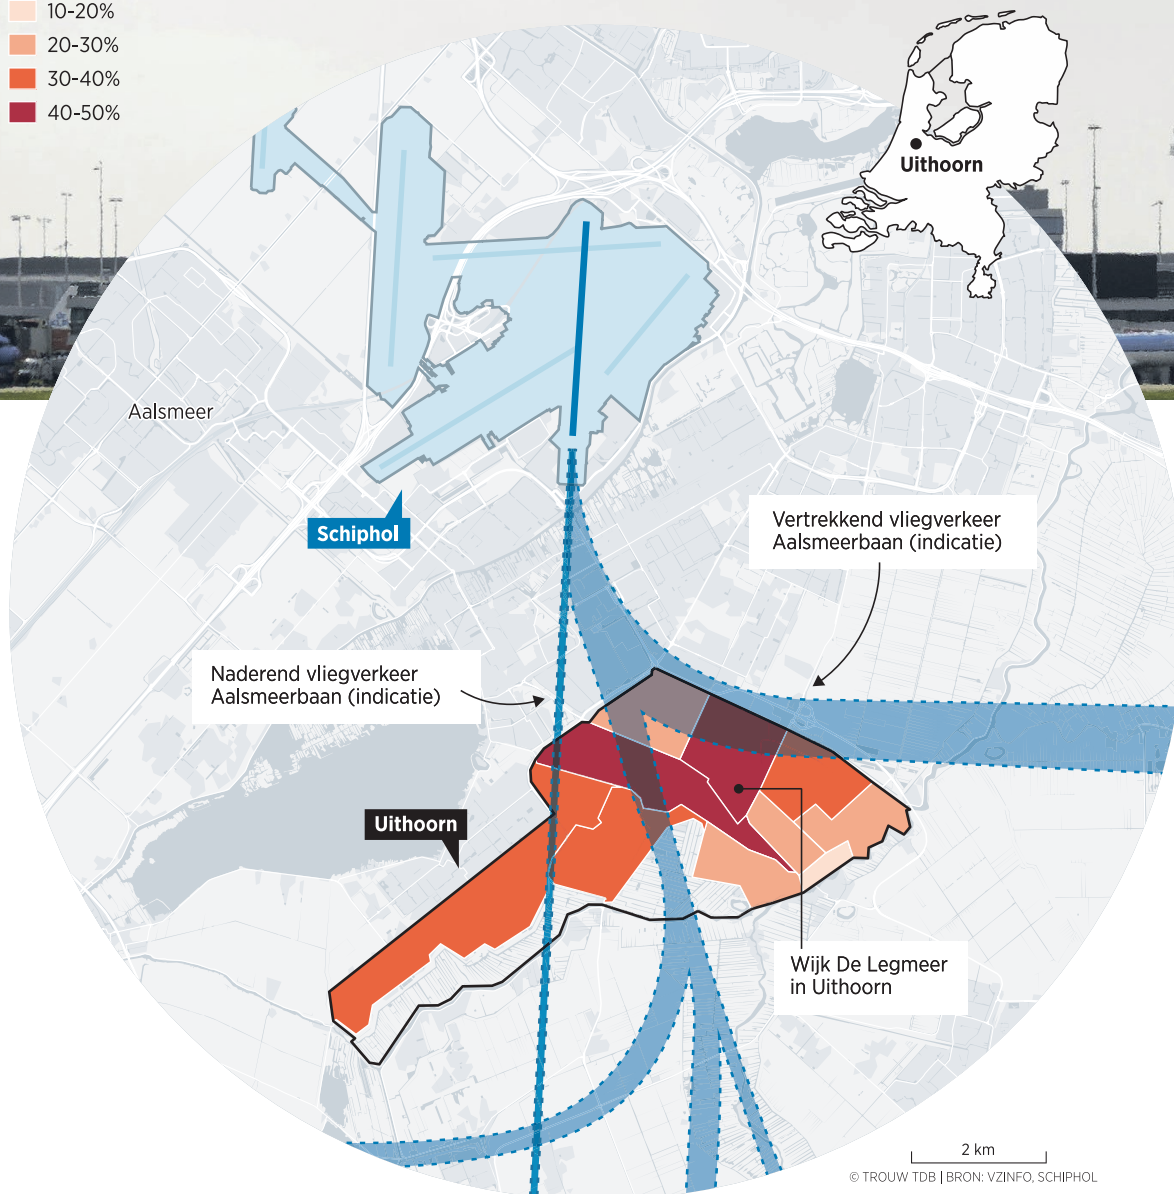 10-20%
20-30%
30-40%
40-50%
Uithoorn
Aalsmeer
Schiphol
Vertrekkend vliegverkeer
Aalsmeerbaan (indicatie)
Naderend vliegverkeer
Aalsmeerbaan (indicatie)
Uithoorn
Wijk De Legmeer
in Uithoorn
2 km
© TROUW TDB | BRON: VZINFO, SCHIPHOL